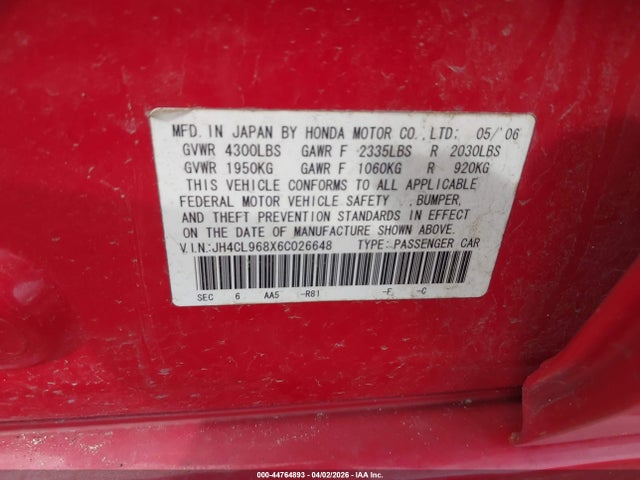 MFD. IN JAPAN BY HONDA MOTOR CO., LTD: 05/'06
GVWR 4300LBS GAWR F 2335LBS R 2030LBS
GVWR 1950KG GAWR F 1060KG R 920KG
THIS VEHICLE CONFORMS TO ALL APPLICABLE
FEDERAL MOTOR VEHICLE SAFETY , BUMPER,
AND THEFT PREVENTION STANDARDS IN EFFECT
ON THE DATE OF MANUFACTURE SHOWN ABOVE.
V.I.N.:JH4CL968X6C026648 TYPE: PASSENGER CAR
SEC 6 AA5 -R81 -F -C
000-44764893 - 04/02/2026 - IAA Inc.